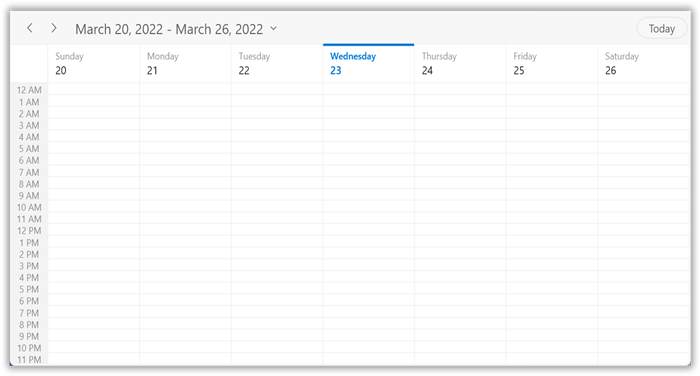 March 20, 2022 - March 26, 2022 Today
Sunday Monday Tuesday Wednesday Thursday Friday Saturday
20 21 22 23 24 25 26
12 AM
1 AM
2 AM
3 AM
4 AM
5 AM
6 AM
7 AM
8 AM
9 AM
10 AM
11 AM
12 PM
1 PM
2 PM
3 PM
4 PM
5 PM
6 PM
7 PM
8 PM
9 PM
10 PM
11 PM